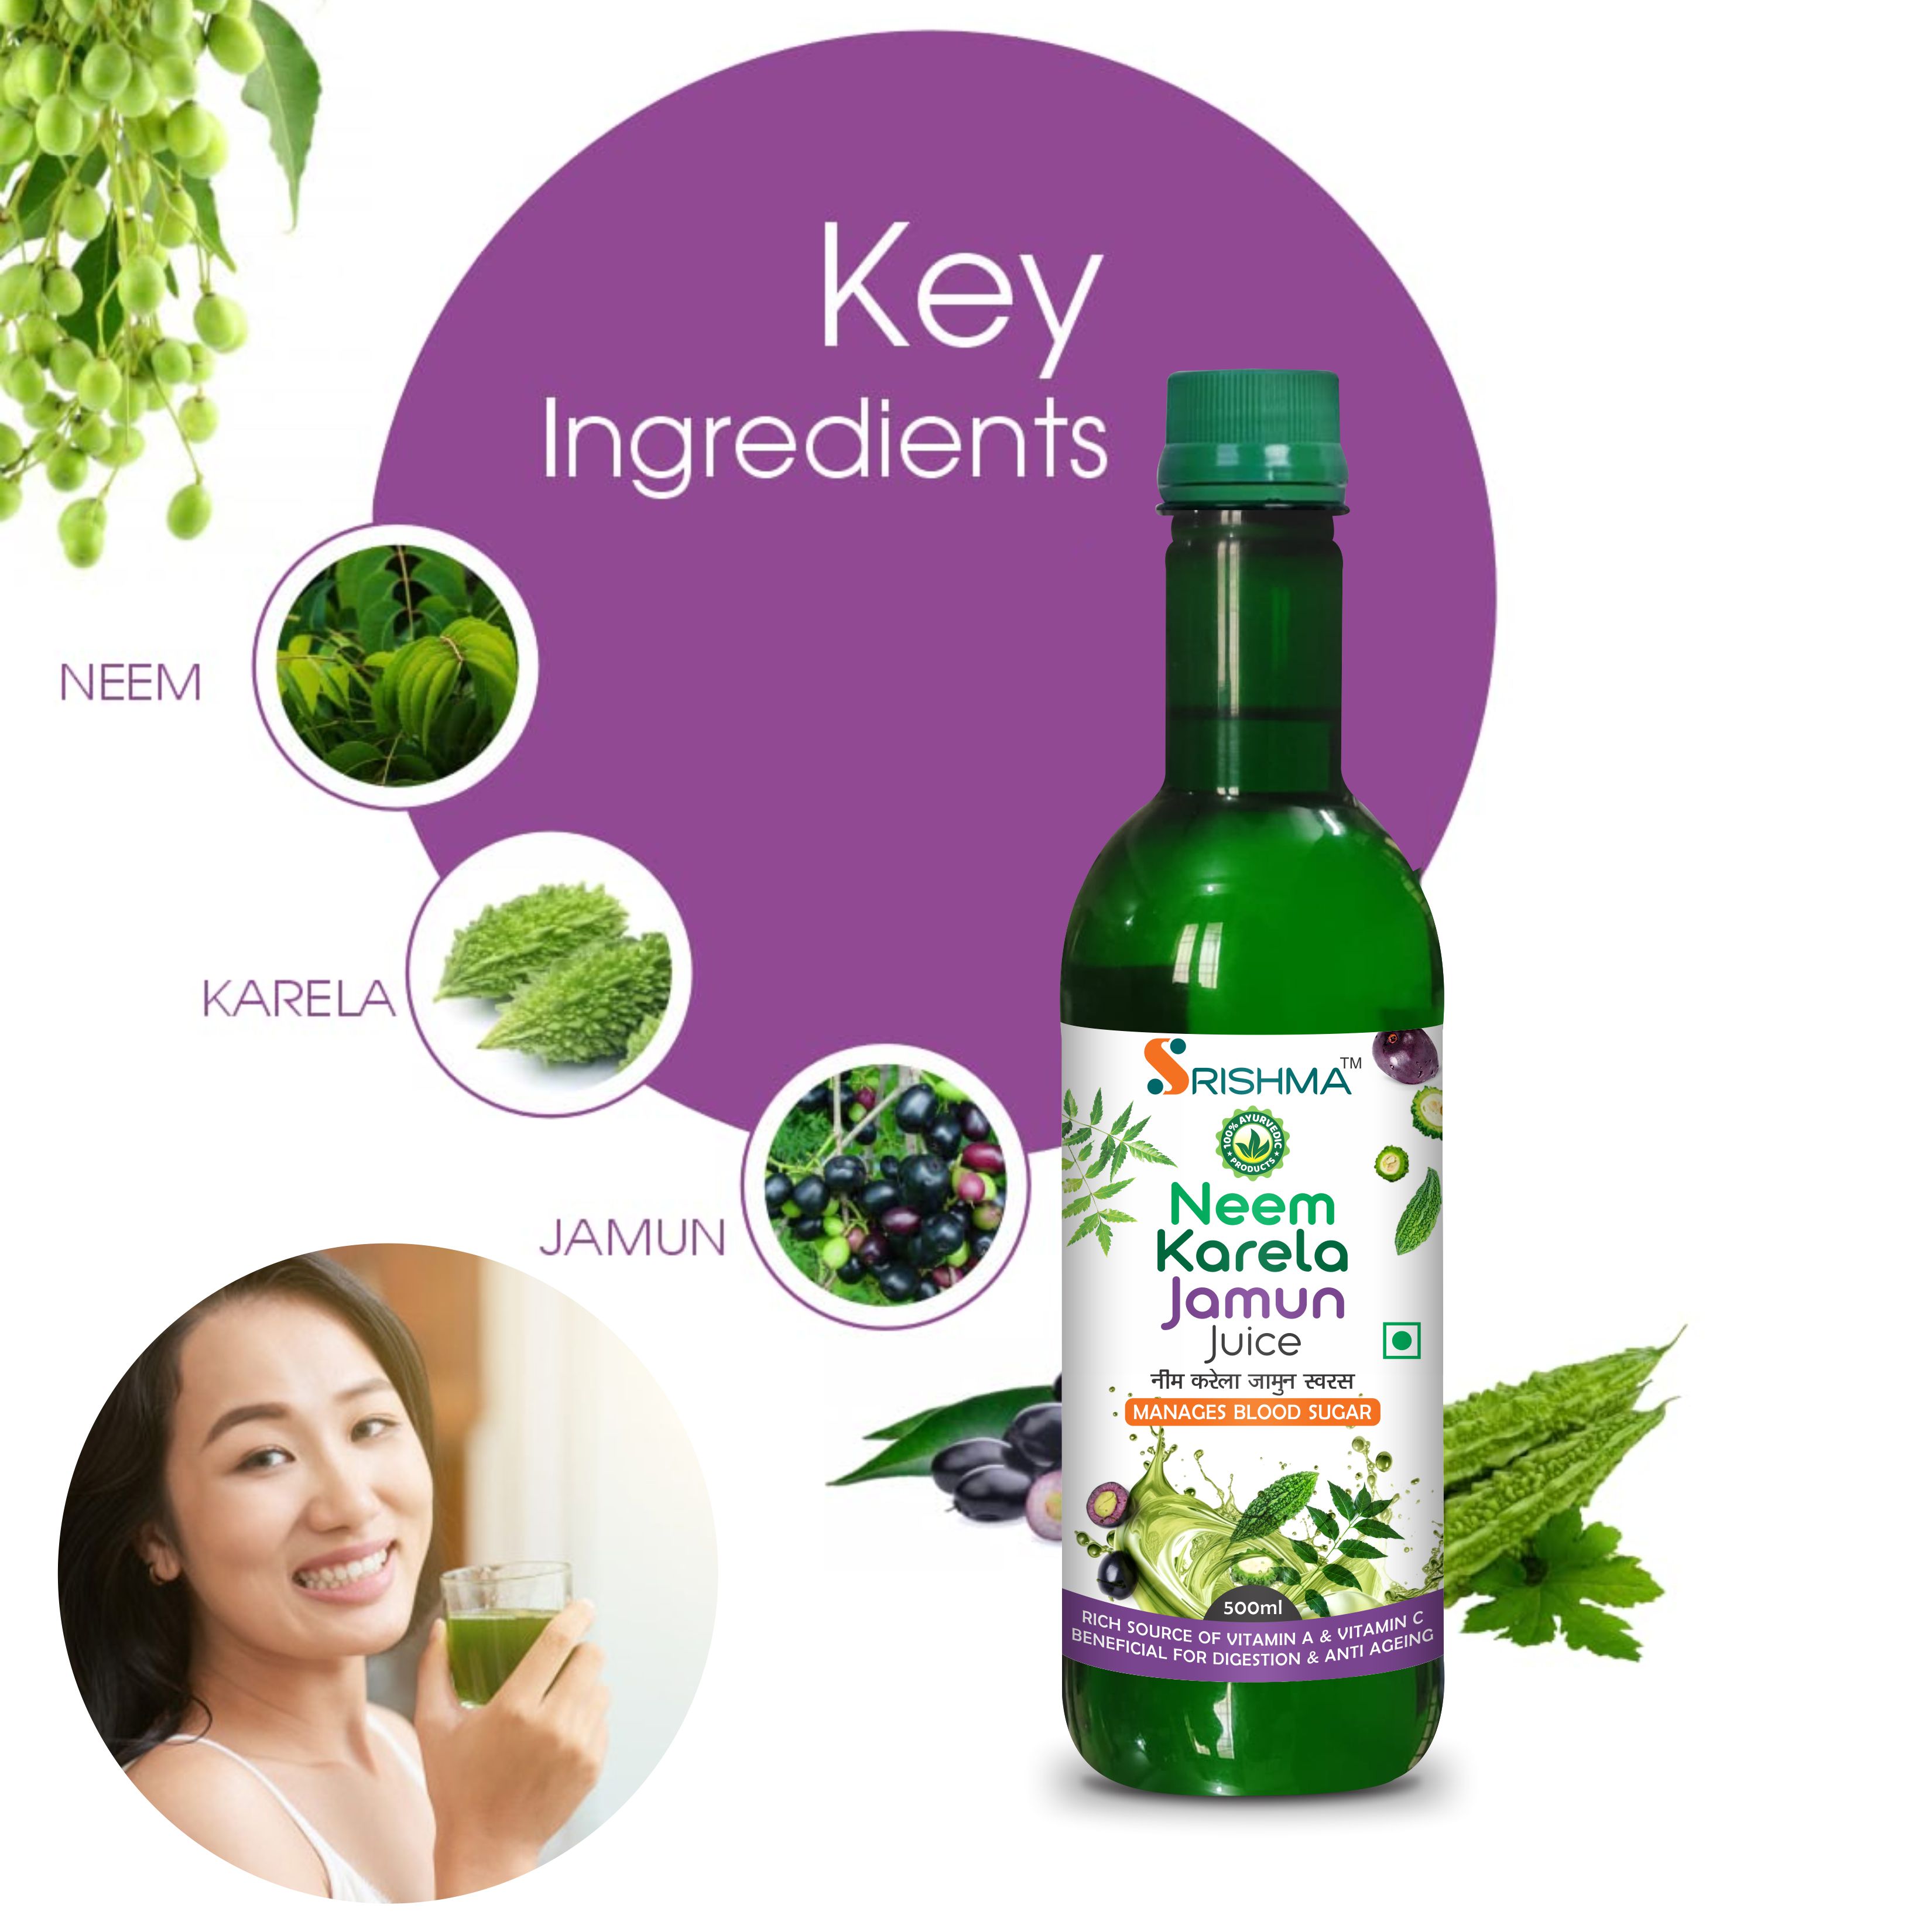 Key
Ingredients
NEEM
KARELA
JAMUN
SRISHMA™
100% AYURVEDIC
PRODUCTS
Neem
Karela
Jamun
Juice
नीम करेला जामुन स्वरस
MANAGES BLOOD SUGAR
500ml
RICH SOURCE OF VITAMIN A & VITAMIN C
BENEFICIAL FOR DIGESTION & ANTI AGEING